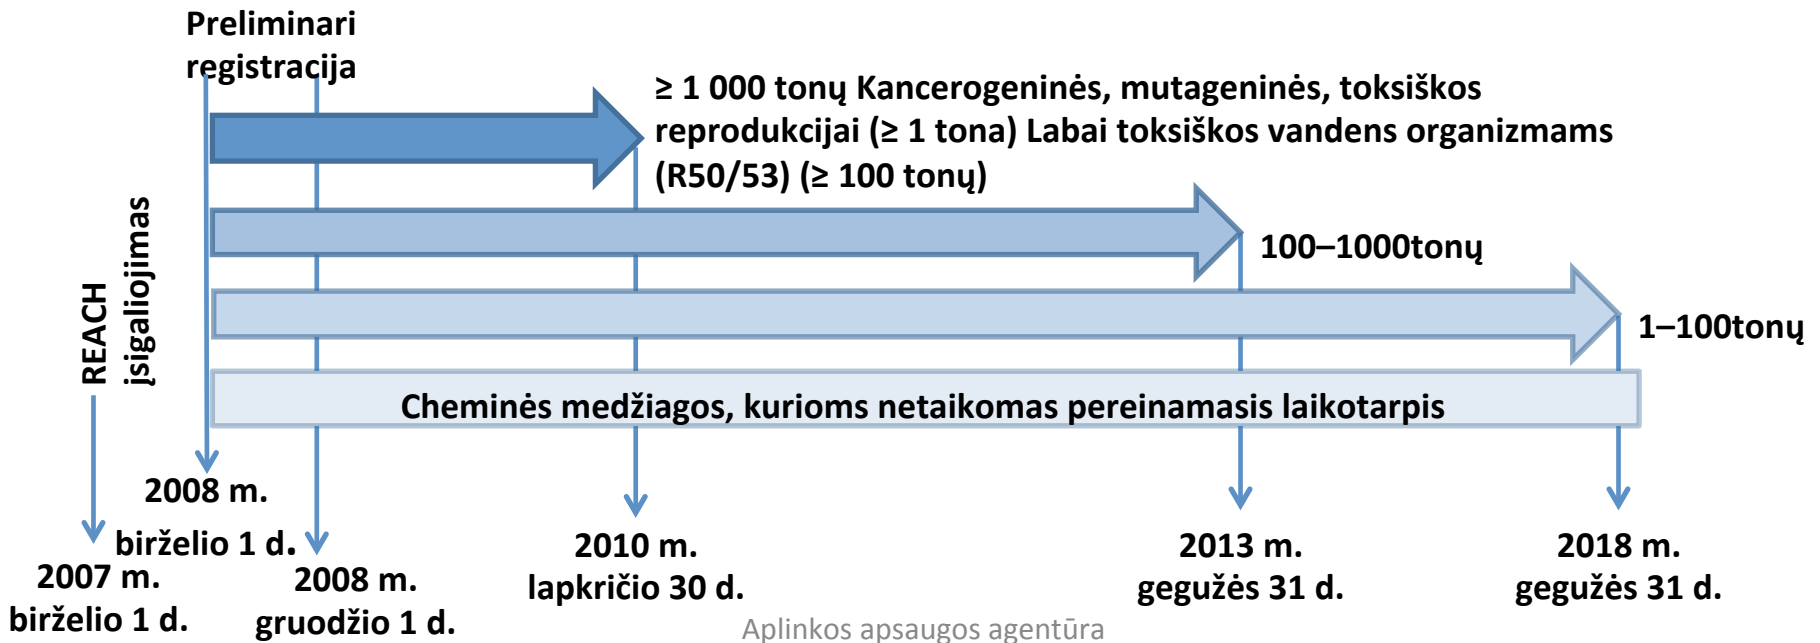 Preliminari
registracija
≥ 1 000 tonų Kancerogeninės, mutageninės, toksiškos
reprodukcijai (≥ 1 tona) Labai toksiškos vandens organizmams
(R50/53) (≥ 100 tonų)
100–1000tonų
1–100tonų
REACH
įsigaliojimas
Cheminės medžiagos, kurioms netaikomas pereinamasis laikotarpis
2008 m.
birželio 1 d.
2007 m.
birželio 1 d.
2008 m.
gruodžio 1 d.
2010 m.
lapkričio 30 d.
2013 m.
gegužės 31 d.
2018 m.
gegužės 31 d.
Aplinkos apsaugos agentūra